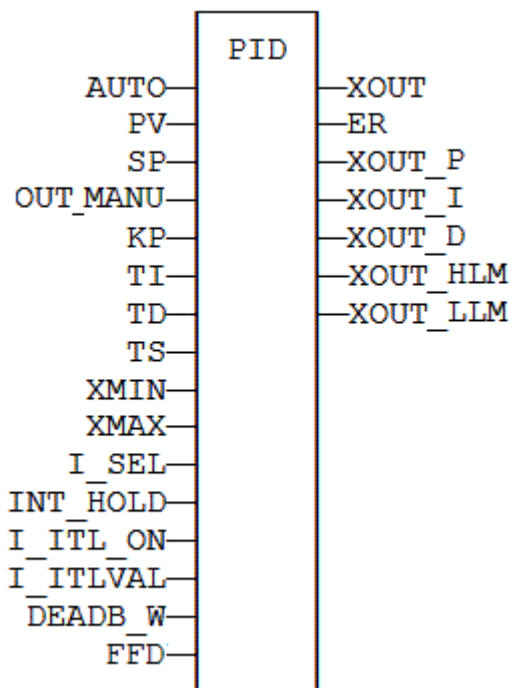 PID
AUTO XOUT
PV ER
SP XOUT_P
OUT_MANU XOUT_I
KP XOUT_D
TI XOUT_HLM
TD XOUT_LLM
TS
XMIN
XMAX
I_SEL
INT_HOLD
I_ITL_ON
I_ITLVAL
DEADB_W
FFD